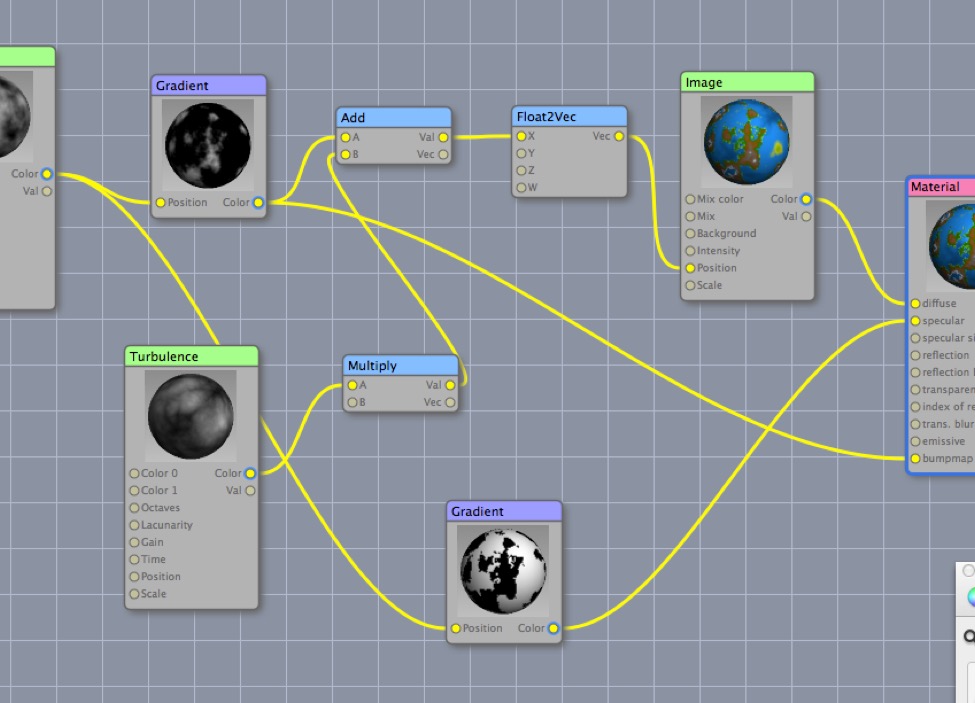 Color
Val
Gradient
Position Color
Add
A Val
B Vec
Float2Vec
X Vec
Y
Z
W
Image
Mix color Color
Mix Val
Background
Intensity
Position
Scale
Material
diffuse
specular
specular si
reflection
reflection
transparen
index of re
trans. blur
emissive
bumpmap
Turbulence
Color 0 Color
Color 1 Val
Octaves
Lacunarity
Gain
Time
Position
Scale
Multiply
A Val
B Vec
Gradient
Position Color